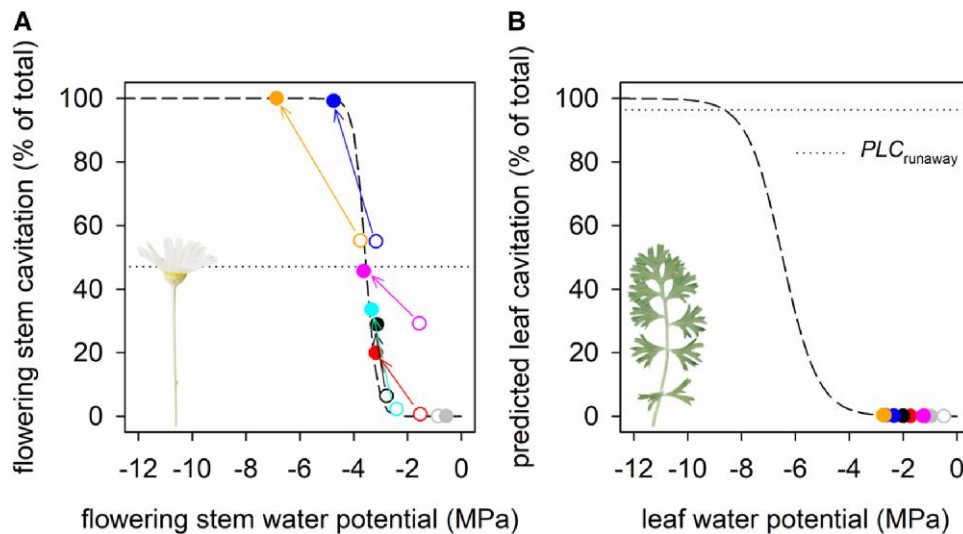 A
flowering stem cavitation (% of total)
100
80
60
40
20
0
-12 -10 -8 -6 -4 -2 0
flowering stem water potential (MPa)
B
predicted leaf cavitation (% of total)
100
80
60
40
20
0
PLCrunaway
-12 -10 -8 -6 -4 -2 0
leaf water potential (MPa)